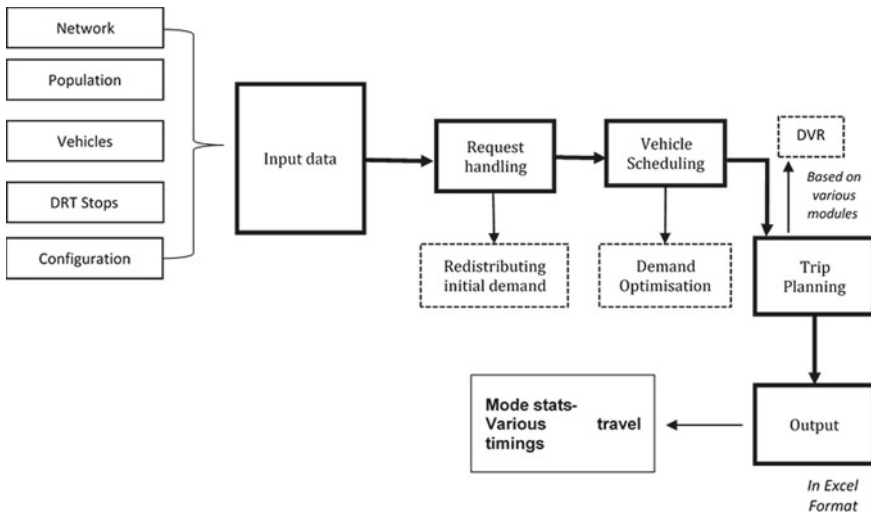 Network
Population
Vehicles
DRT Stops
Configuration
Input data
Request
handling
Redistributing
initial demand
Vehicle
Scheduling
Demand
Optimisation
DVR
Based on
various
modules
Trip
Planning
Output
In Excel
Format
Mode stats-
Various travel
timings